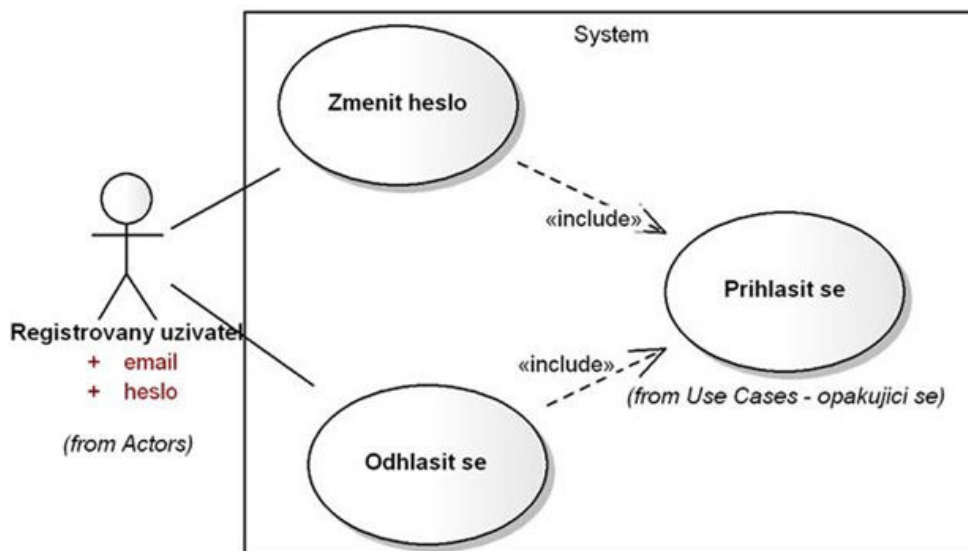 System
Zmenit heslo
«include»
Prihlasit se
Registrovany uzivatel
+ email
+ heslo
(from Actors)
«include»
(from Use Cases - opakujici se)
Odhlasit se